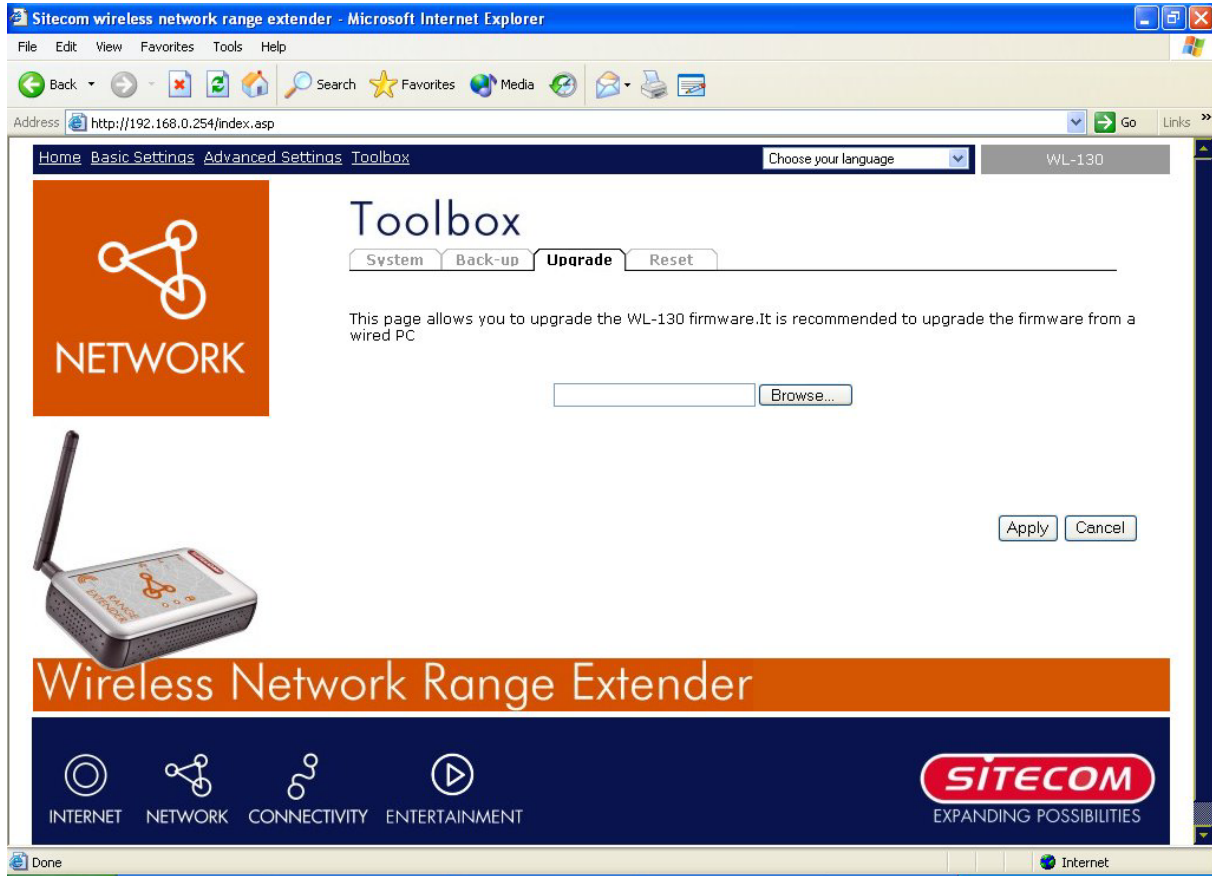 Sitecom wireless network range extender - Microsoft Internet Explorer
File Edit View Favorites Tools Help
Back Search Favorites Media
Address http://192.168.0.254/index.asp Go Links »
Home Basic Settings Advanced Settings Toolbox Choose your language WL-130
NETWORK
Toolbox
System Back-up Upgrade Reset
This page allows you to upgrade the WL-130 firmware.It is recommended to upgrade the firmware from a
wired PC
Browse...
Apply Cancel
SITECOM
RANGE
EXTENDER
Wireless Network Range Extender
INTERNET NETWORK CONNECTIVITY ENTERTAINMENT
SITECOM
EXPANDING POSSIBILITIES
Done Internet